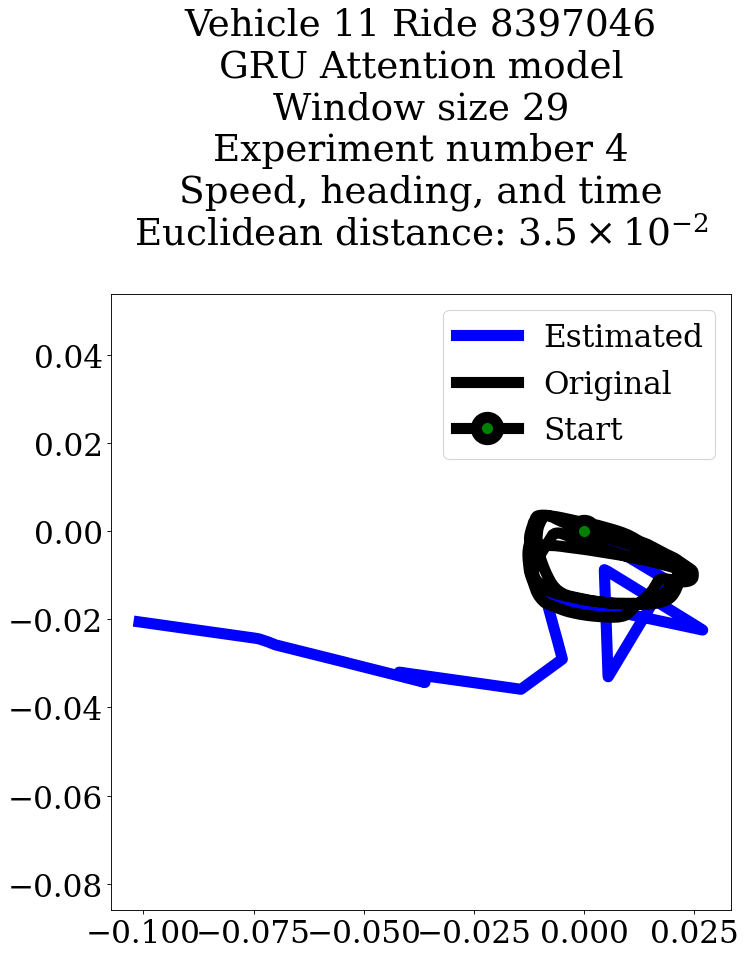 Vehicle 11 Ride 8397046
GRU Attention model
Window size 29
Experiment number 4
Speed, heading, and time
Euclidean distance: 3.5 × 10⁻²
Estimated
Original
Start
0.04
0.02
0.00
−0.02
−0.04
−0.06
−0.08
−0.100 −0.075 −0.050 −0.025 0.000 0.025